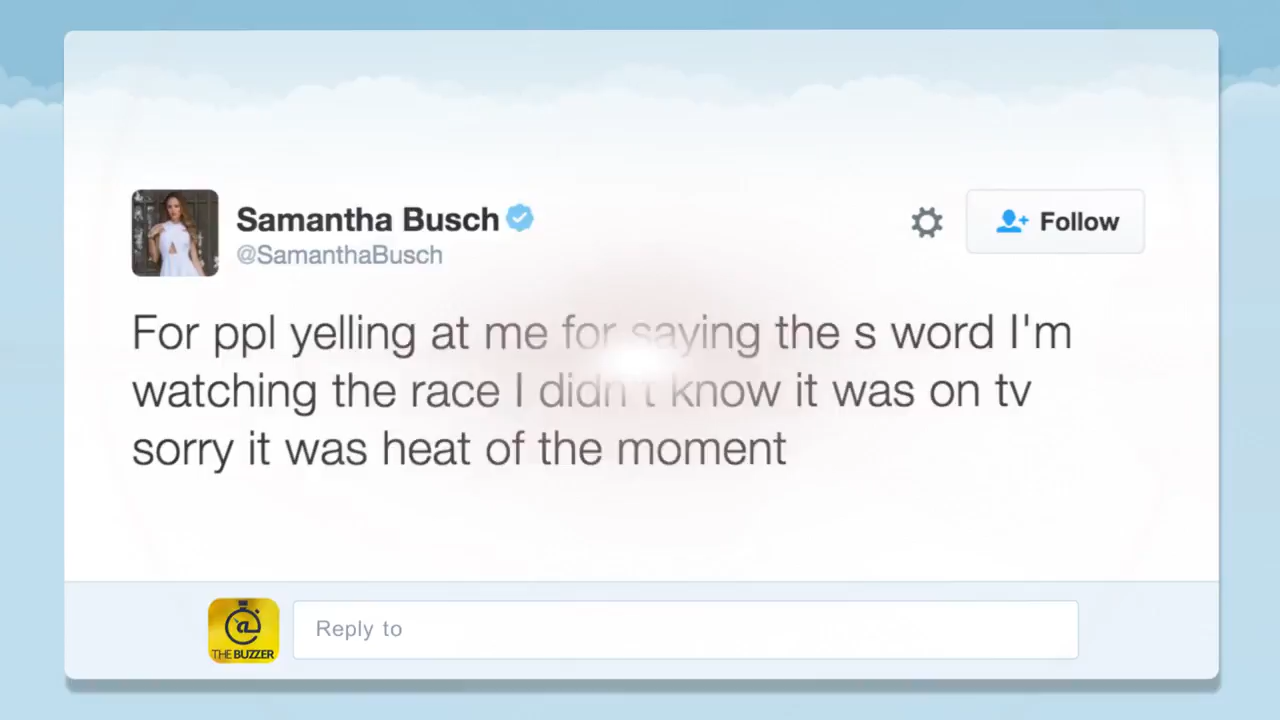 Samantha Busch
@SamanthaBusch
Follow
For ppl yelling at me for saying the s word I'm
watching the race I didn't know it was on tv
sorry it was heat of the moment
@
THE BUZZER
Reply to